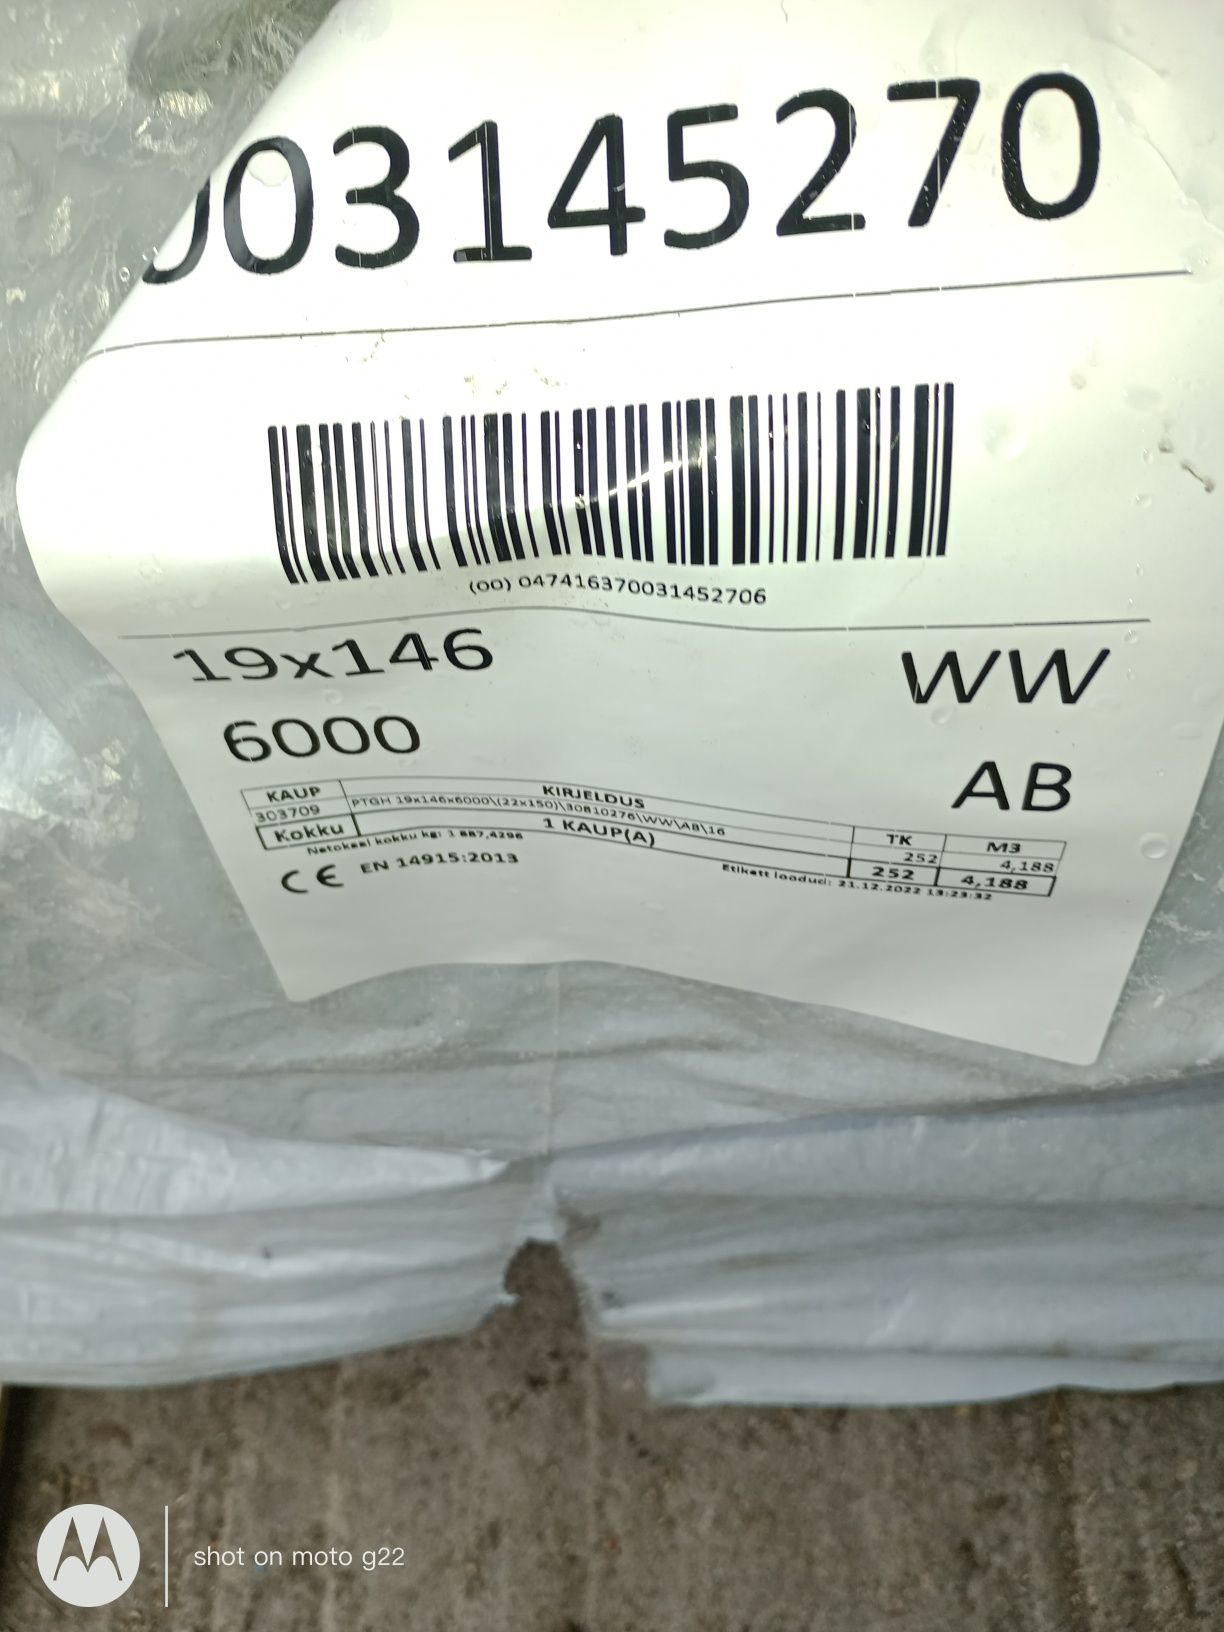 003145270
(00) 047416370031452706
19x146 WW
6000 AB
KAUP KIRJELDUS TK M3
303709 PTGH 19x146x6000\(22x150)\30810276\WW\AB\16 252 4,188
Kokku 1 KAUP(A) 252 4,188
Netokaal kokku kg: 1 887,4296 Etikett loodud: 21.12.2022 13:23:32
CE EN 14915:2013
shot on moto g22